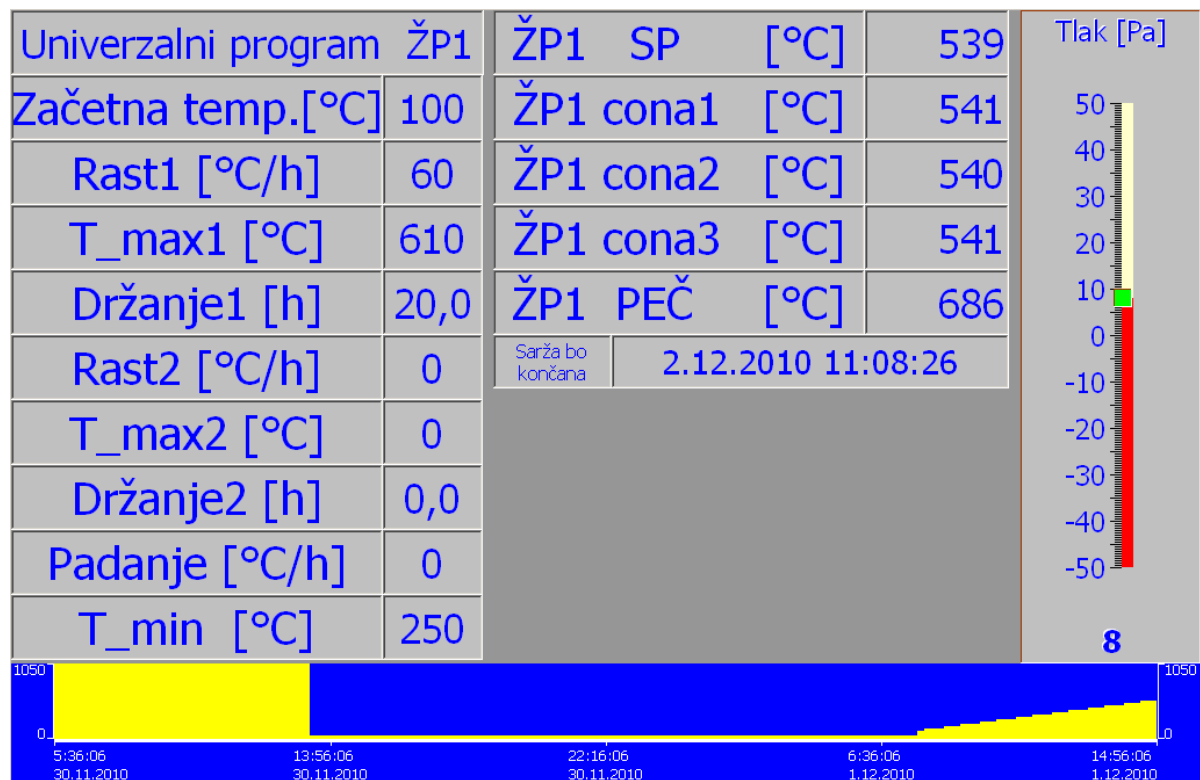 Univerzalni program ŽP1
Začetna temp.[°C] 100
Rast1 [°C/h] 60
T_max1 [°C] 610
Držanje1 [h] 20,0
Rast2 [°C/h] 0
T_max2 [°C] 0
Držanje2 [h] 0,0
Padanje [°C/h] 0
T_min [°C] 250
ŽP1 SP [°C] 539
ŽP1 cona1 [°C] 541
ŽP1 cona2 [°C] 540
ŽP1 cona3 [°C] 541
ŽP1 PEČ [°C] 686
Sarža bo
končana
2.12.2010 11:08:26
Tlak [Pa]
50
40
30
20
10
0
-10
-20
-30
-40
-50
8
1050 1050
0 0
5:36:06 13:56:06 22:16:06 6:36:06 14:56:06
30.11.2010 30.11.2010 30.11.2010 1.12.2010 1.12.2010